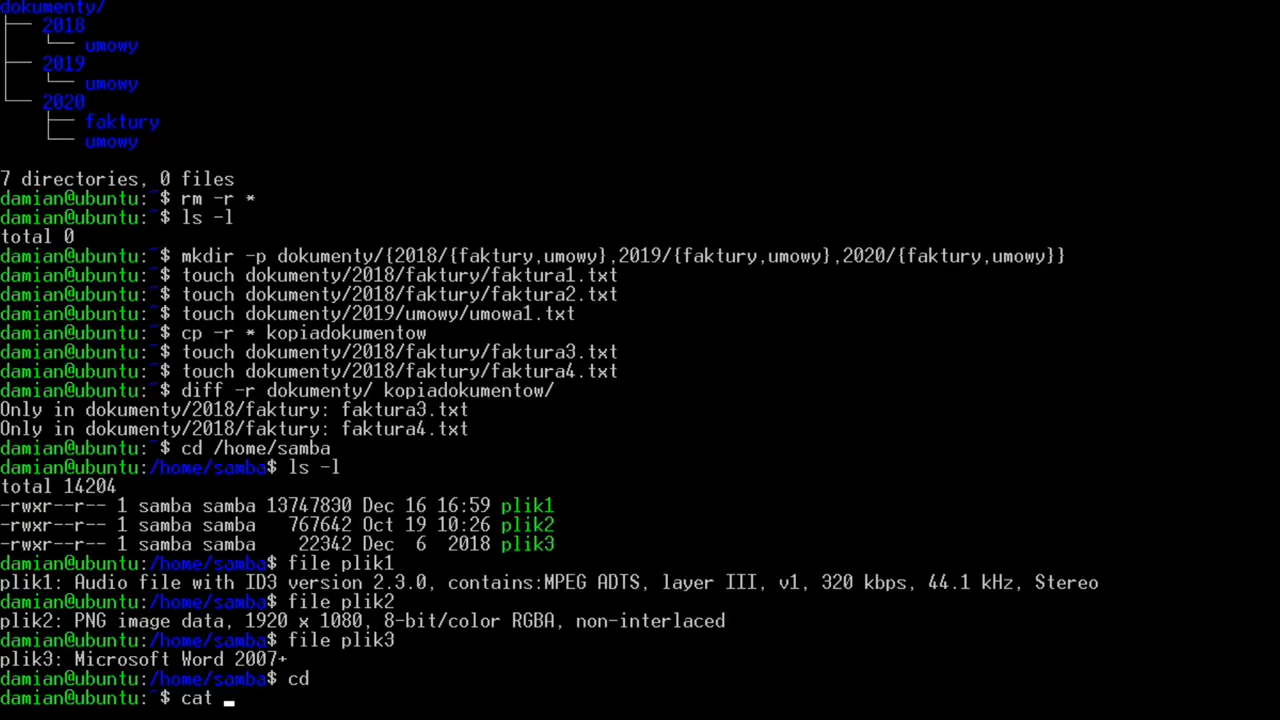 dokumenty/
├── 2018
│   └── umowy
├── 2019
│   └── umowy
└── 2020
    ├── faktury
    └── umowy
7 directories, 0 files
damian@ubuntu:~$ rm -r *
damian@ubuntu:~$ ls -l
total 0
damian@ubuntu:~$ mkdir -p dokumenty/{2018/{faktury,umowy},2019/{faktury,umowy},2020/{faktury,umowy}}
damian@ubuntu:~$ touch dokumenty/2018/faktury/faktura1.txt
damian@ubuntu:~$ touch dokumenty/2018/faktury/faktura2.txt
damian@ubuntu:~$ touch dokumenty/2019/umowy/umowa1.txt
damian@ubuntu:~$ cp -r * kopiadokumentow
damian@ubuntu:~$ touch dokumenty/2018/faktury/faktura3.txt
damian@ubuntu:~$ touch dokumenty/2018/faktury/faktura4.txt
damian@ubuntu:~$ diff -r dokumenty/ kopiadokumentow/
Only in dokumenty/2018/faktury: faktura3.txt
Only in dokumenty/2018/faktury: faktura4.txt
damian@ubuntu:~$ cd /home/samba
damian@ubuntu:/home/samba$ ls -l
total 14204
-rwxr--r-- 1 samba samba 13747830 Dec 16 16:59 plik1
-rwxr--r-- 1 samba samba   767642 Oct 19 10:26 plik2
-rwxr--r-- 1 samba samba    22342 Dec  6  2018 plik3
damian@ubuntu:/home/samba$ file plik1
plik1: Audio file with ID3 version 2.3.0, contains:MPEG ADTS, layer III, v1, 320 kbps, 44.1 kHz, Stereo
damian@ubuntu:/home/samba$ file plik2
plik2: PNG image data, 1920 x 1080, 8-bit/color RGBA, non-interlaced
damian@ubuntu:/home/samba$ file plik3
plik3: Microsoft Word 2007+
damian@ubuntu:/home/samba$ cd
damian@ubuntu:~$ cat _